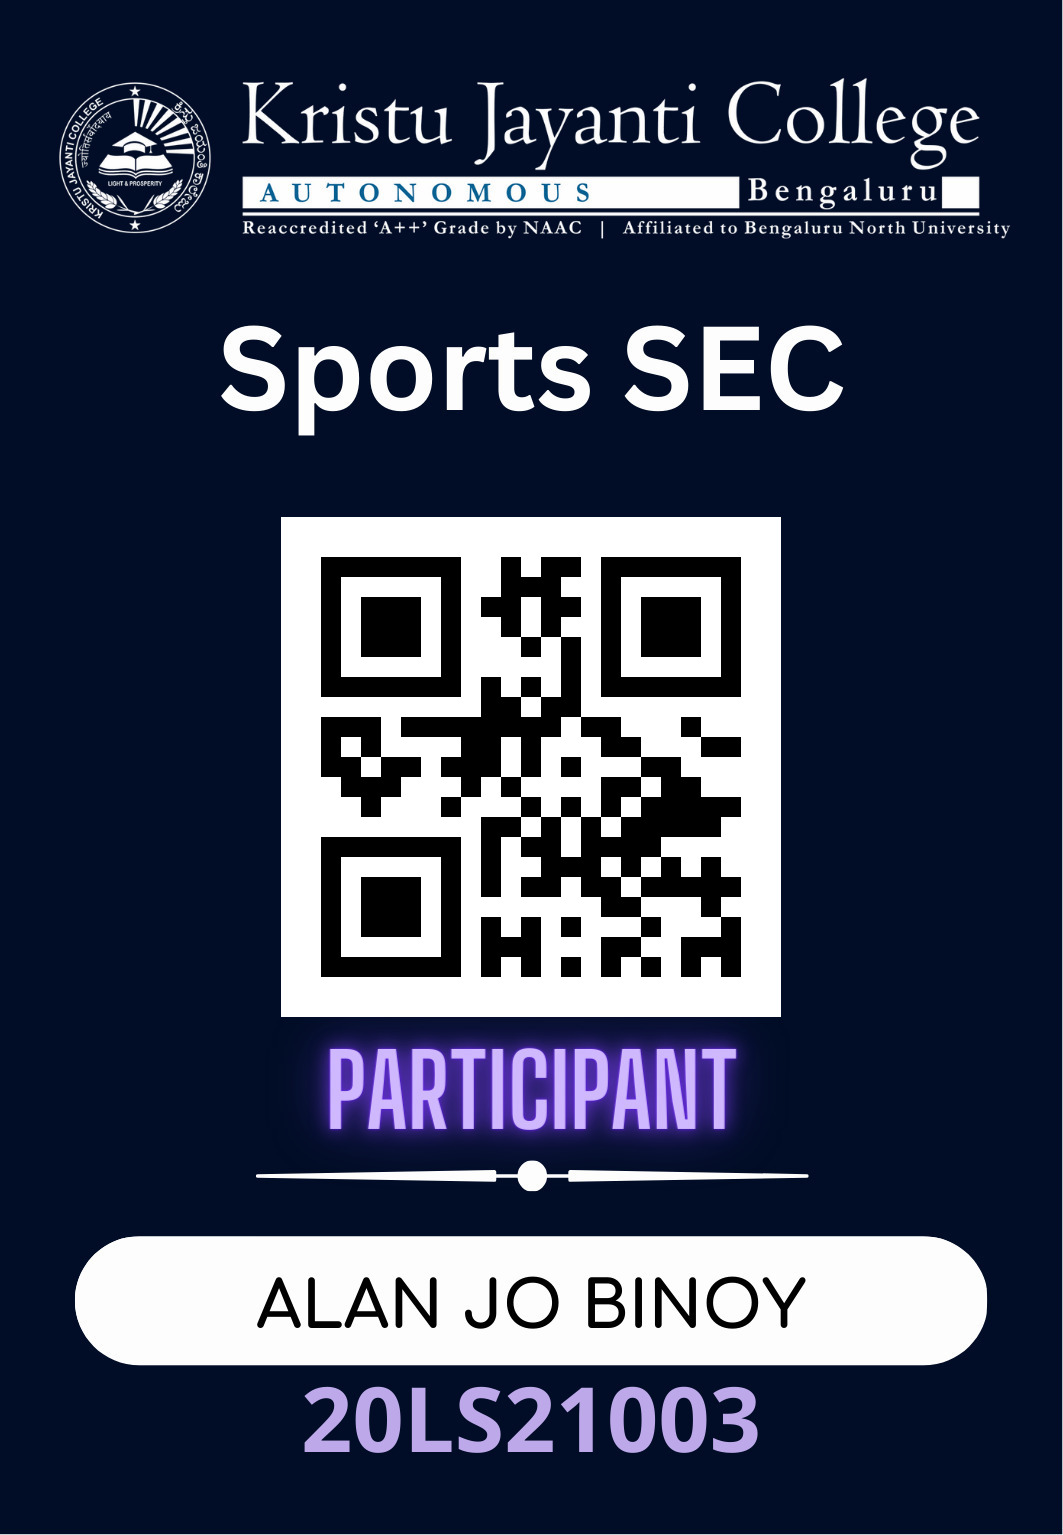 Kristu Jayanti College
AUTONOMOUS Bengaluru
Reaccredited ‘A++’ Grade by NAAC | Affiliated to Bengaluru North University
KRISTU JAYANTI COLLEGE
LIGHT & PROSPERITY
Sports SEC
PARTICIPANT
ALAN JO BINOY
20LS21003